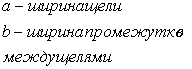 a – ширинащели
b – ширинапромежутков
междущелями